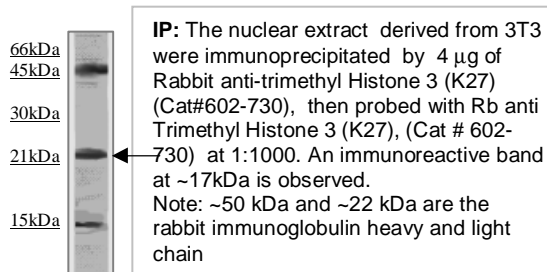 66kDa
45kDa
30kDa
21kDa
15kDa
IP: The nuclear extract derived from 3T3
were immunoprecipitated by 4 μg of
Rabbit anti-trimethyl Histone 3 (K27)
(Cat#602-730), then probed with Rb anti
Trimethyl Histone 3 (K27), (Cat # 602-
730) at 1:1000. An immunoreactive band
at ~17kDa is observed.
Note: ~50 kDa and ~22 kDa are the
rabbit immunoglobulin heavy and light
chain